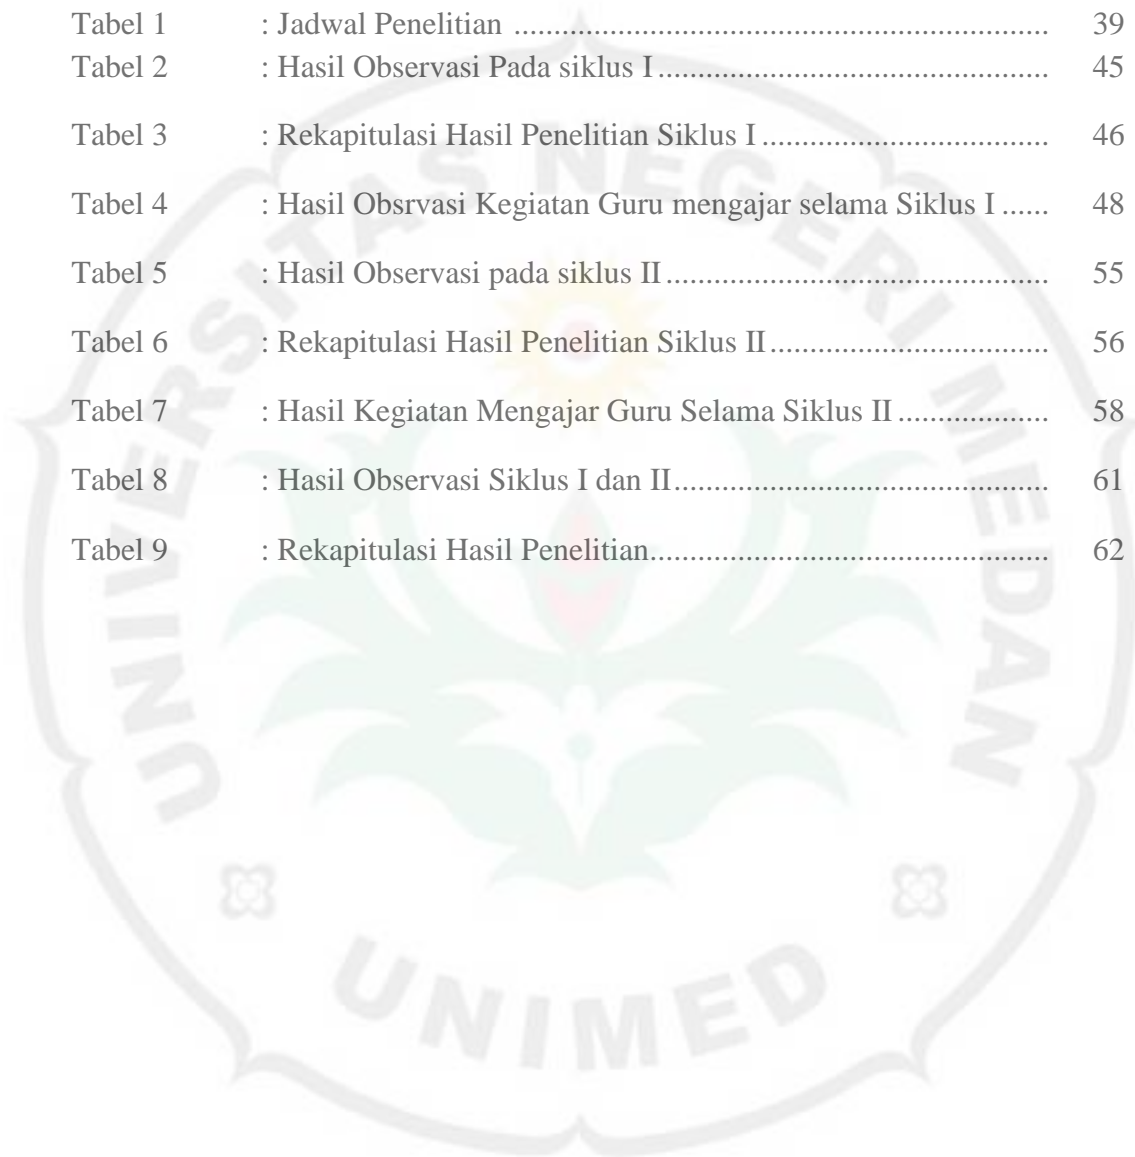 Tabel 1 : Jadwal Penelitian ..................................................................... 39
Tabel 2 : Hasil Observasi Pada siklus I .................................................. 45
Tabel 3 : Rekapitulasi Hasil Penelitian Siklus I ..................................... 46
Tabel 4 : Hasil Obsrvasi Kegiatan Guru mengajar selama Siklus I ...... 48
Tabel 5 : Hasil Observasi pada siklus II ................................................. 55
Tabel 6 : Rekapitulasi Hasil Penelitian Siklus II .................................... 56
Tabel 7 : Hasil Kegiatan Mengajar Guru Selama Siklus II ................... 58
Tabel 8 : Hasil Observasi Siklus I dan II ................................................ 61
Tabel 9 : Rekapitulasi Hasil Penelitian ................................................... 62
UNIVERSITAS NEGERI MEDAN
UNIMED